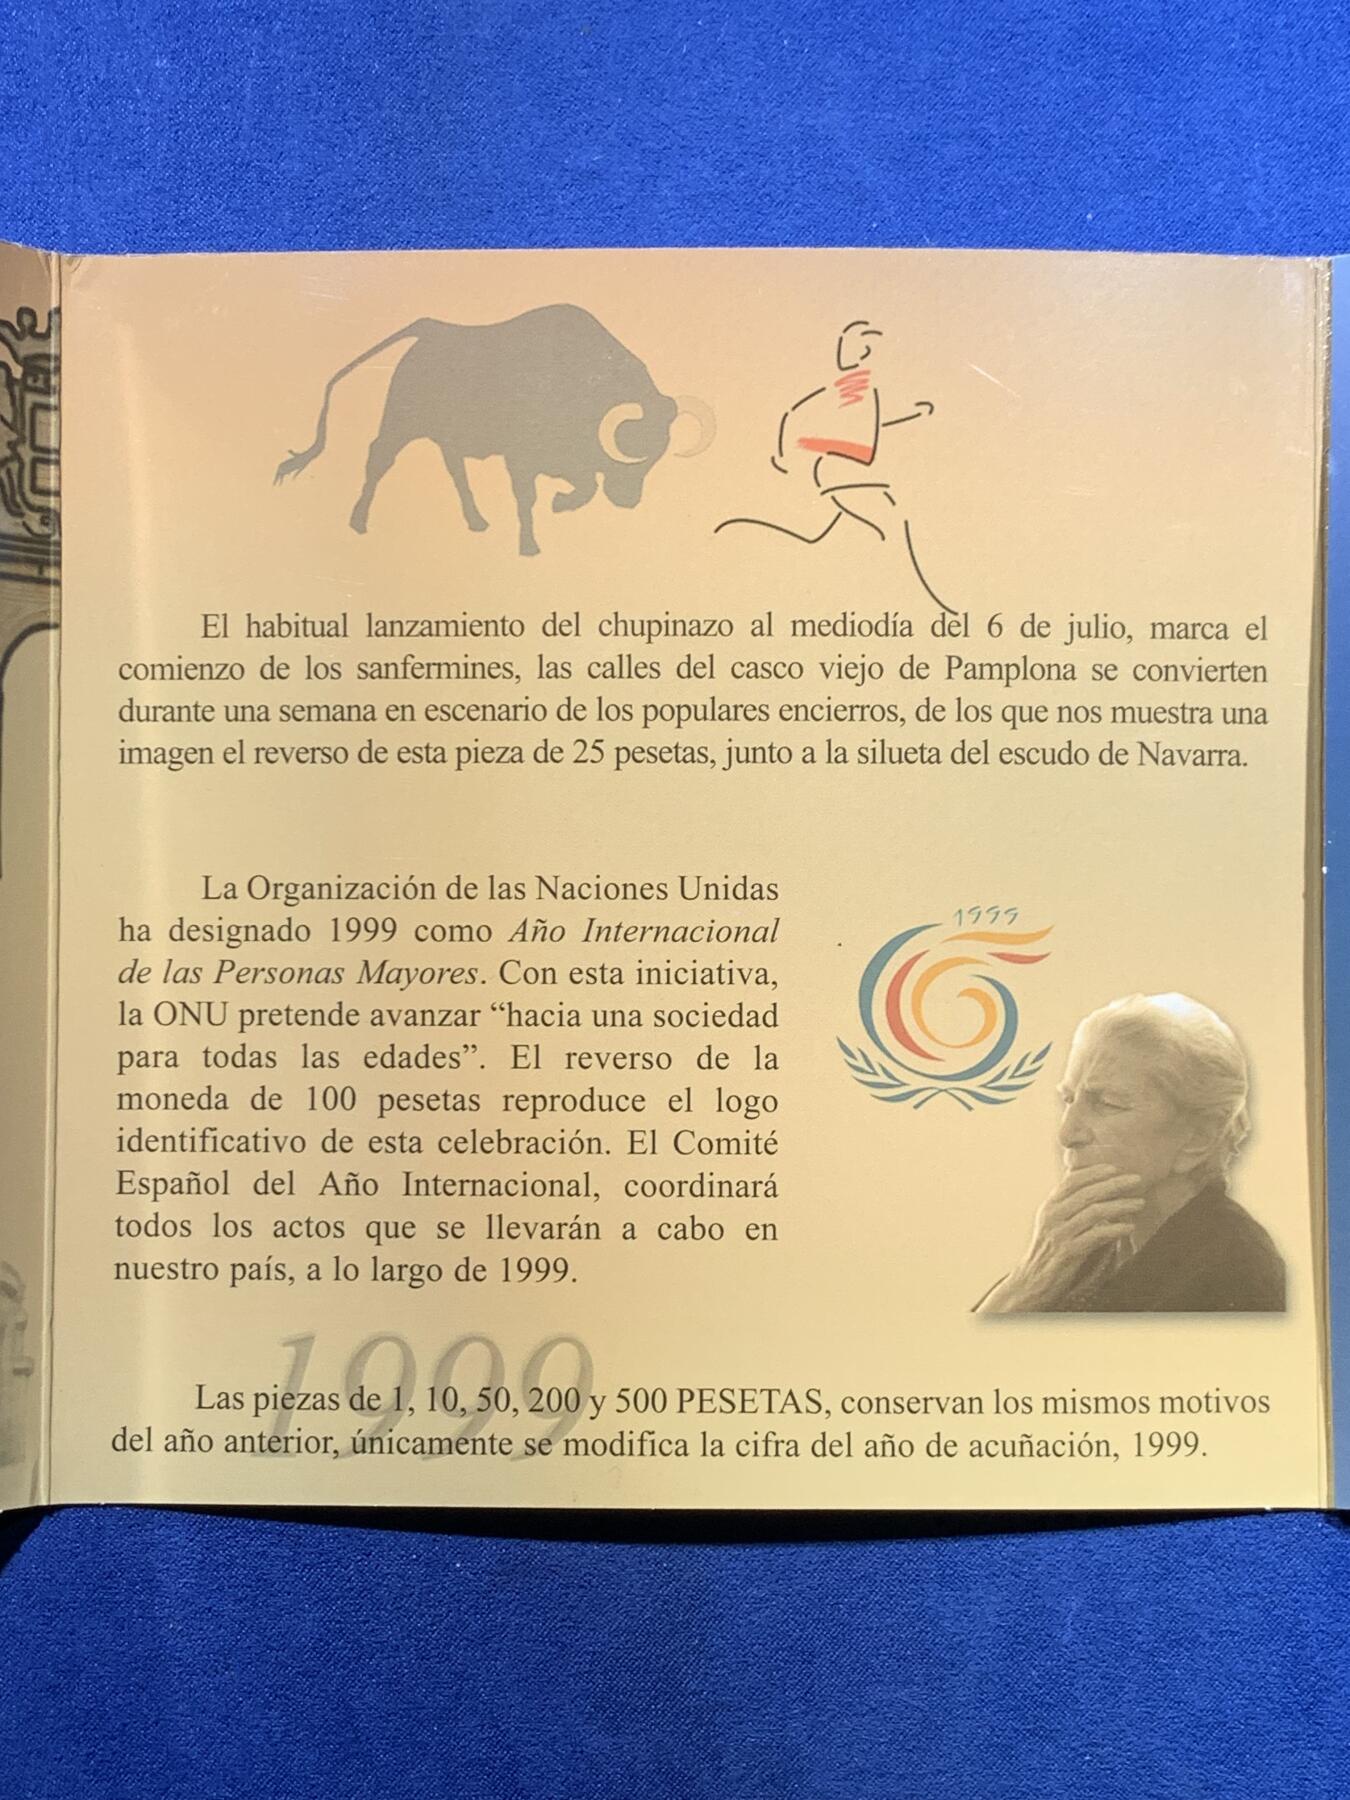 El habitual lanzamiento del chupinazo al mediodía del 6 de julio, marca el
comienzo de los sanfermines, las calles del casco viejo de Pamplona se convierten
durante una semana en escenario de los populares encierros, de los que nos muestra una
imagen el reverso de esta pieza de 25 pesetas, junto a la silueta del escudo de Navarra.
La Organización de las Naciones Unidas
ha designado 1999 como Año Internacional
de las Personas Mayores. Con esta iniciativa,
la ONU pretende avanzar “hacia una sociedad
para todas las edades”. El reverso de la
moneda de 100 pesetas reproduce el logo
identificativo de esta celebración. El Comité
Español del Año Internacional, coordinará
todos los actos que se llevarán a cabo en
nuestro país, a lo largo de 1999.
1999
1999
Las piezas de 1, 10, 50, 200 y 500 PESETAS, conservan los mismos motivos
del año anterior, únicamente se modifica la cifra del año de acuñación, 1999.